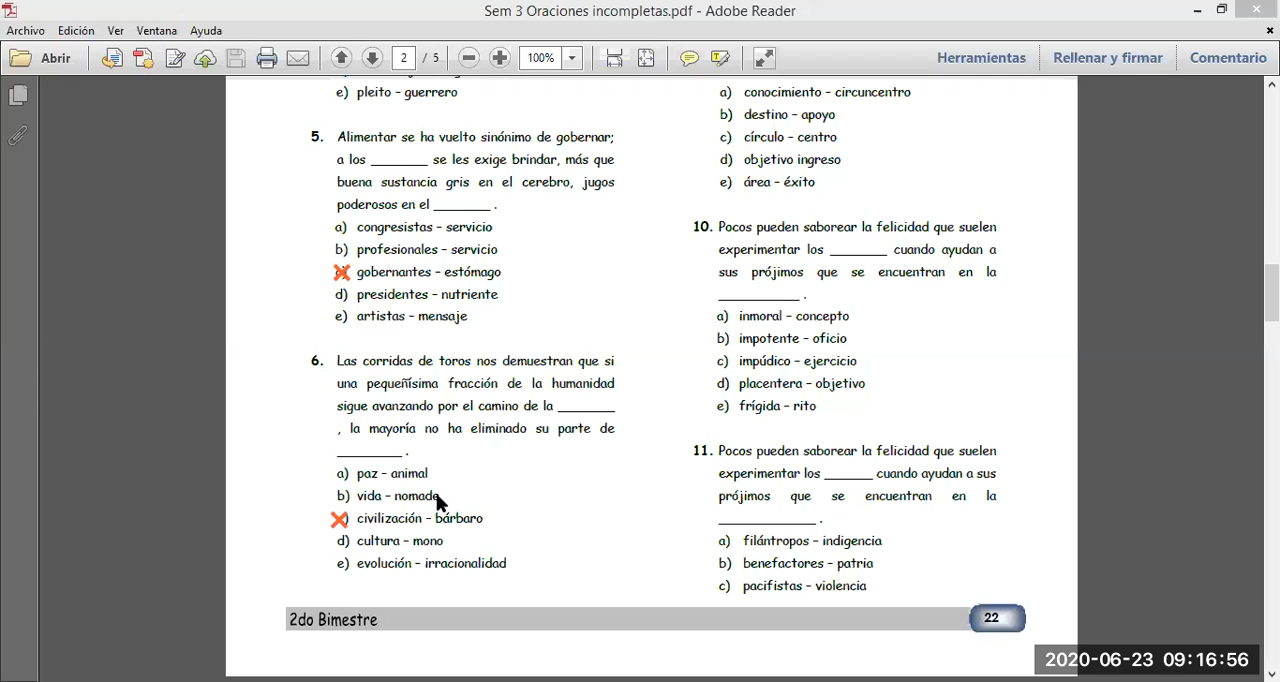 Sem 3 Oraciones incompletas.pdf - Adobe Reader
Archivo Edición Ver Ventana Ayuda
Abrir 2 / 5 100% Herramientas Rellenar y firmar Comentario
e) pleito - guerrero
5. Alimentar se ha vuelto sinónimo de gobernar;
a los ________ se les exige brindar, más que
buena sustancia gris en el cerebro, jugos
poderosos en el ________ .
a) congresistas - servicio
b) profesionales - servicio
gobernantes - estómago
d) presidentes - nutriente
e) artistas - mensaje
6. Las corridas de toros nos demuestran que si
una pequeñísima fracción de la humanidad
sigue avanzando por el camino de la ________
, la mayoría no ha eliminado su parte de
_________ .
a) paz - animal
b) vida - nomade
) civilización - bárbaro
d) cultura - mono
e) evolución - irracionalidad
a) conocimiento - circuncentro
b) destino - apoyo
c) círculo - centro
d) objetivo ingreso
e) área - éxito
10. Pocos pueden saborear la felicidad que suelen
experimentar los ________ cuando ayudan a
sus prójimos que se encuentran en la
___________ .
a) inmoral - concepto
b) impotente - oficio
c) impúdico - ejercicio
d) placentera - objetivo
e) frígida - rito
11. Pocos pueden saborear la felicidad que suelen
experimentar los _______ cuando ayudan a sus
prójimos que se encuentran en la
______________ .
a) filántropos - indigencia
b) benefactores - patria
c) pacifistas - violencia
2do Bimestre
22
2020-06-23 09:16:56